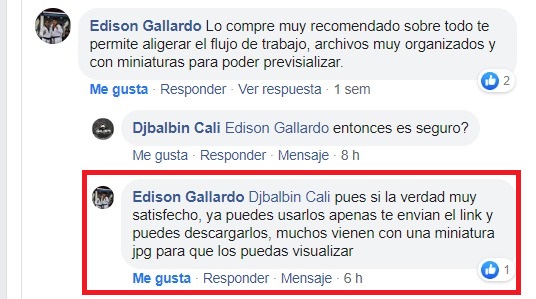 Edison Gallardo Lo compre muy recomendado sobre todo te
permite aligerar el flujo de trabajo, archivos muy organizados y
con miniaturas para poder previsializar.
2
Me gusta · Responder · Ver respuesta · 1 sem
Djbalbin Cali Edison Gallardo entonces es seguro?
Me gusta · Responder · Mensaje · 8 h
Edison Gallardo Djbalbin Cali pues si la verdad muy
satisfecho, ya puedes usarlos apenas te envian el link y
puedes descargarlos, muchos vienen con una miniatura
jpg para que los puedas visualizar
1
Me gusta · Responder · Mensaje · 6 h